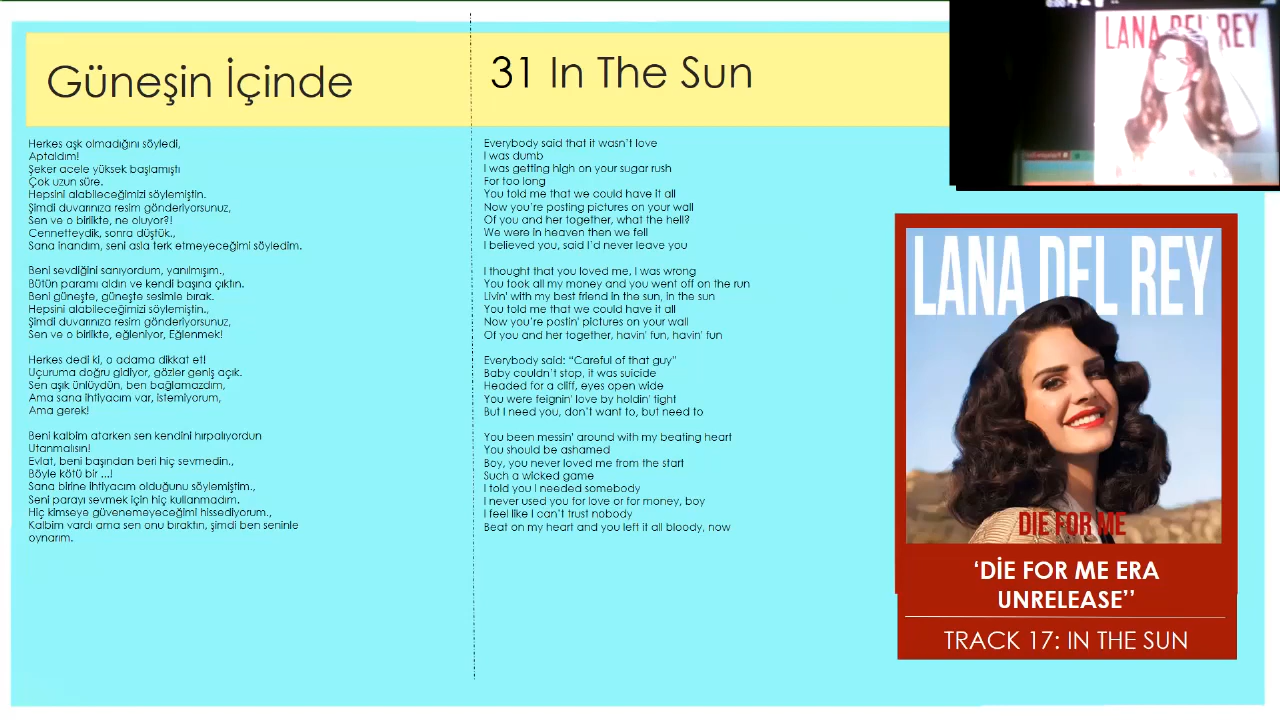 Güneşin İçinde
Herkes aşk olmadığını söyledi,
Aptaldım!
Şeker acele yüksek başlamıştı
Çok uzun süre.
Hepsini alabileceğimizi söylemiştin.
Şimdi duvarınıza resim gönderiyorsunuz,
Sen ve o birlikte, ne oluyor?!
Cennetteydik, sonra düştük.,
Sana inandım, seni asla terk etmeyeceğimi söyledim.
Beni sevdiğini sanıyordum, yanılmışım.,
Bütün paramı aldın ve kendi başına çıktın.
Beni güneşte, güneşte sesimle bırak.
Hepsini alabileceğimizi söylemiştin.,
Şimdi duvarınıza resim gönderiyorsunuz,
Sen ve o birlikte, eğleniyor, Eğlenmek!
Herkes dedi ki, o adama dikkat et!
Uçuruma doğru gidiyor, gözler geniş açık.
Sen aşık ünlüydün, ben bağlamazdım,
Ama sana ihtiyacım var, istemiyorum,
Ama gerek!
Beni kalbim atarken sen kendini hırpalıyordun
Utanmalısın!
Evlat, beni başından beri hiç sevmedin.,
Böyle kötü bir ...!
Sana birine ihtiyacım olduğunu söylemiştim.,
Seni parayı sevmek için hiç kullanmadım.
Hiç kimseye güvenemeyeceğimi hissediyorum.,
Kalbim vardı ama sen onu bıraktın, şimdi ben seninle
oynarım.
31 In The Sun
Everybody said that it wasn't love
I was dumb
I was getting high on your sugar rush
For too long
You told me that we could have it all
Now you're posting pictures on your wall
Of you and her together, what the hell?
We were in heaven then we fell
I believed you, said I'd never leave you
I thought that you loved me, I was wrong
You took all my money and you went off on the run
Livin' with my best friend in the sun, in the sun
You told me that we could have it all
Now you're postin' pictures on your wall
Of you and her together, havin' fun, havin' fun
Everybody said: “Careful of that guy”
Baby couldn't stop, it was suicide
Headed for a cliff, eyes open wide
You were feignin' love by holdin' tight
But I need you, don't want to, but need to
You been messin' around with my beating heart
You should be ashamed
Boy, you never loved me from the start
Such a wicked game
I told you I needed somebody
I never used you for love or for money, boy
I feel like I can't trust nobody
Beat on my heart and you left it all bloody, now
LANA DEL REY
LANA DEL REY
DIE FOR ME
‘DİE FOR ME ERA
UNRELEASE’’
TRACK 17: IN THE SUN